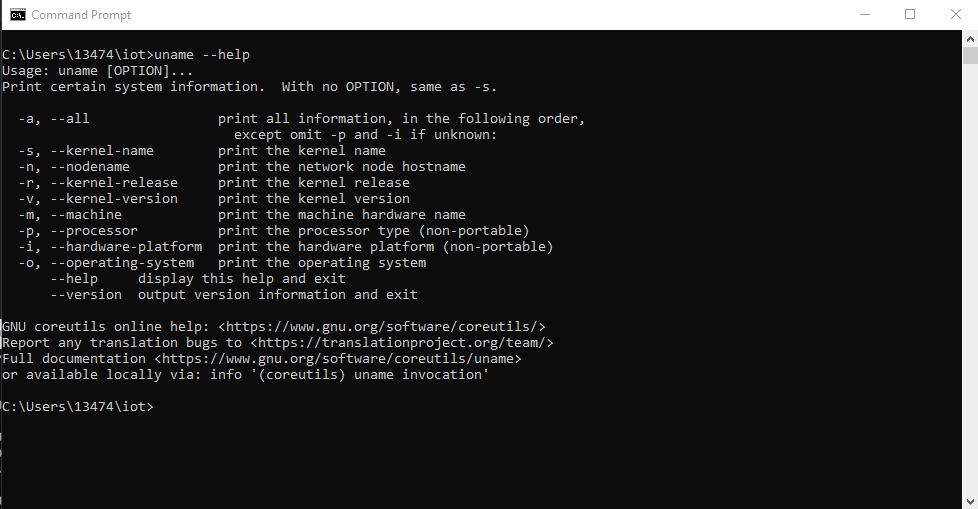 Command Prompt
C:\Users\13474\iot>uname --help
Usage: uname [OPTION]...
Print certain system information.  With no OPTION, same as -s.
  -a, --all                print all information, in the following order,
                             except omit -p and -i if unknown:
  -s, --kernel-name        print the kernel name
  -n, --nodename           print the network node hostname
  -r, --kernel-release     print the kernel release
  -v, --kernel-version     print the kernel version
  -m, --machine            print the machine hardware name
  -p, --processor          print the processor type (non-portable)
  -i, --hardware-platform  print the hardware platform (non-portable)
  -o, --operating-system   print the operating system
      --help     display this help and exit
      --version  output version information and exit
GNU coreutils online help: <https://www.gnu.org/software/coreutils/>
Report any translation bugs to <https://translationproject.org/team/>
Full documentation <https://www.gnu.org/software/coreutils/uname>
or available locally via: info '(coreutils) uname invocation'
C:\Users\13474\iot>